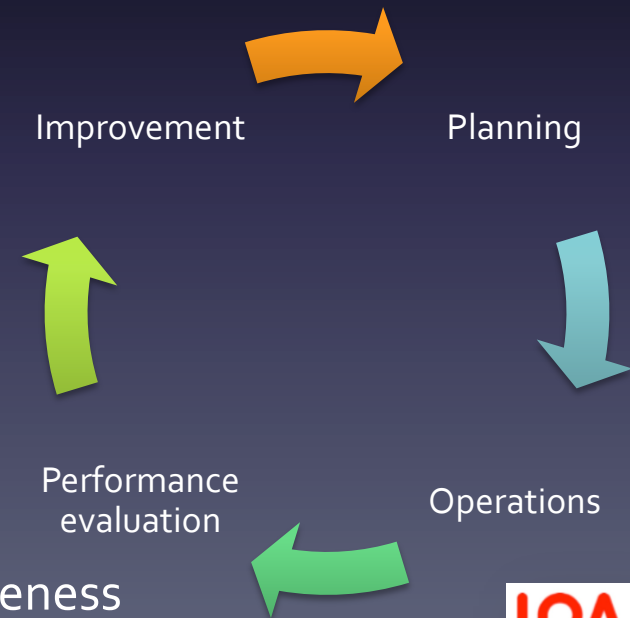 Improvement
Planning
Performance
evaluation
Operations
eness